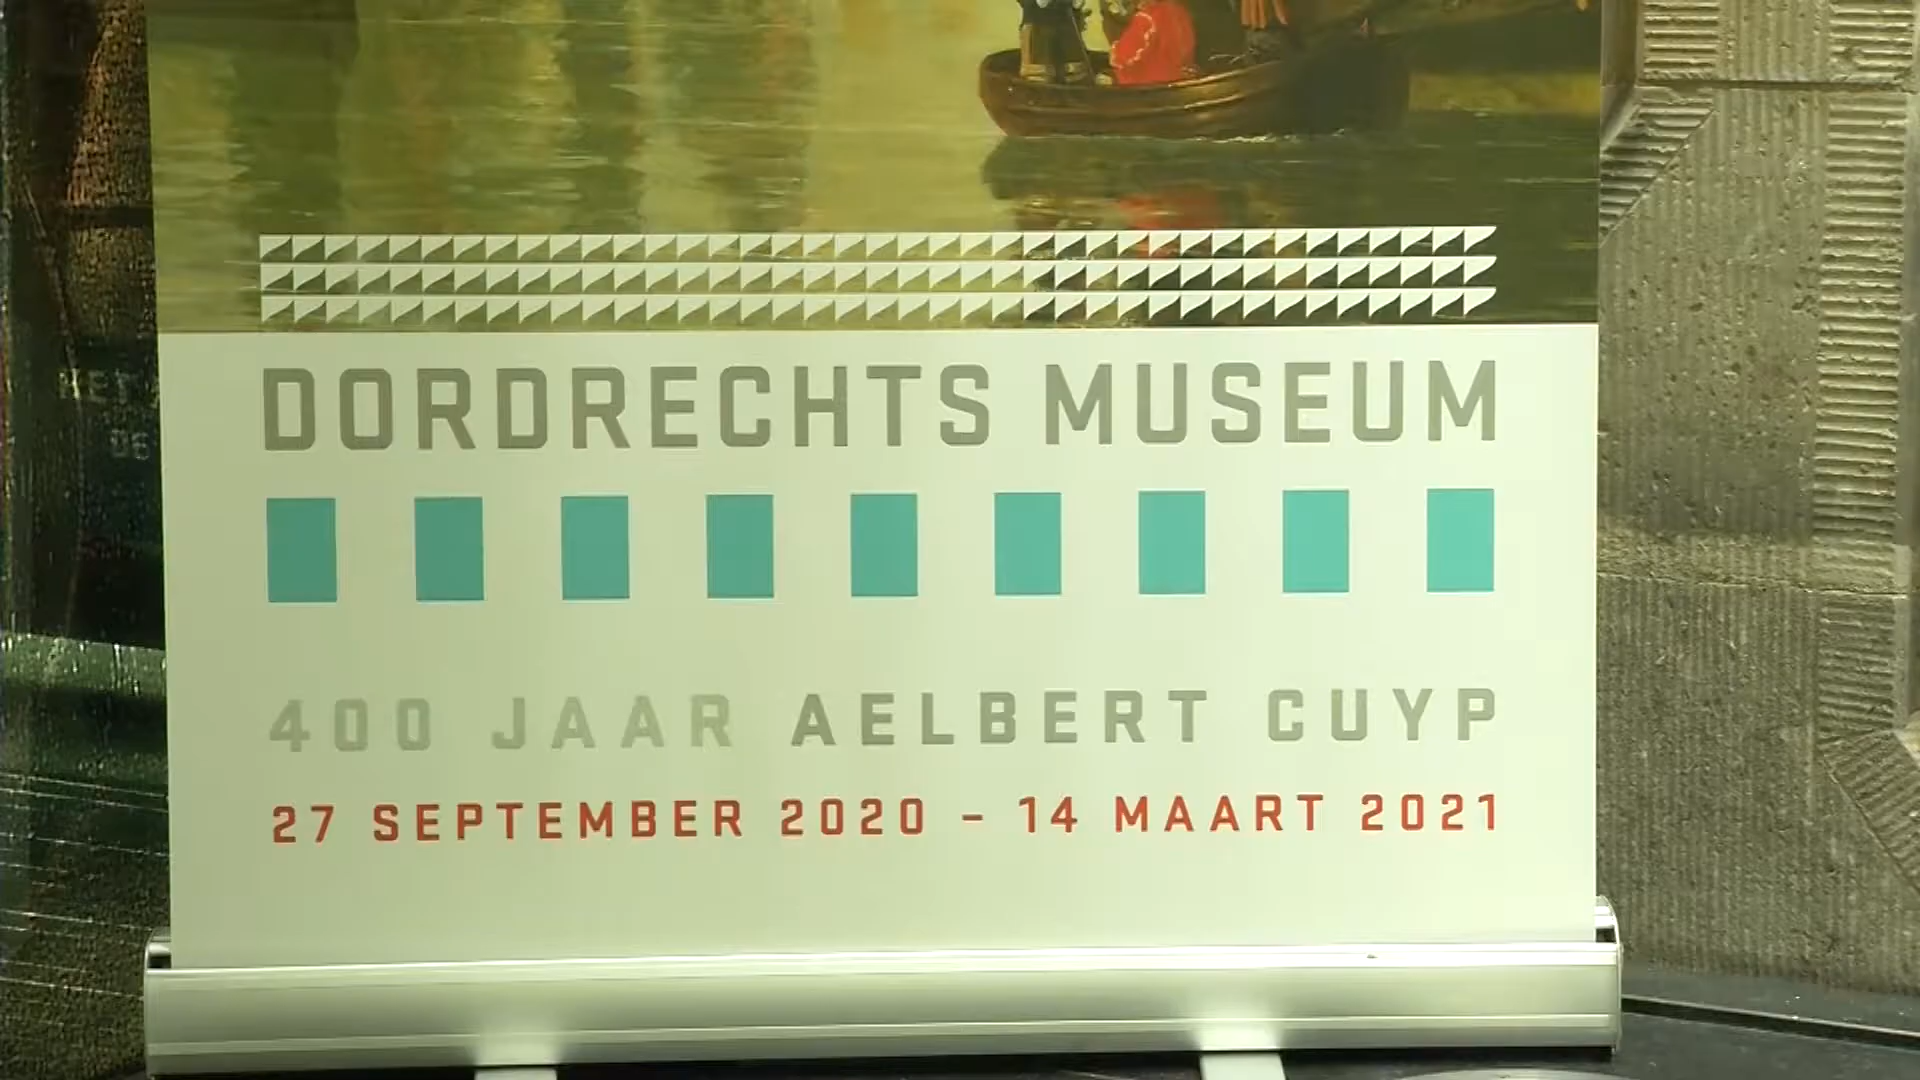 DORDRECHTS MUSEUM
400 JAAR AELBERT CUYP
27 SEPTEMBER 2020 – 14 MAART 2021